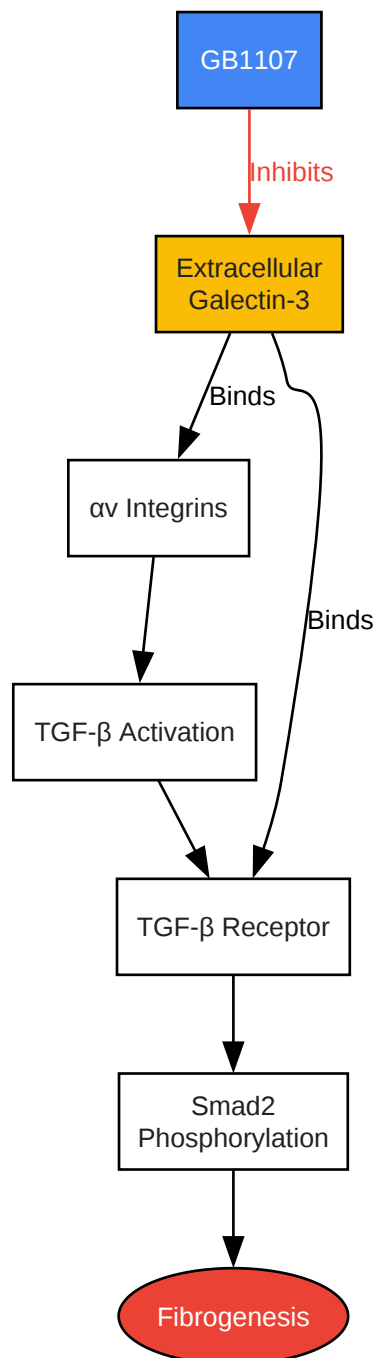 GB1107
Inhibits
Extracellular
Galectin-3
Binds
αv Integrins
Binds
TGF-β Activation
TGF-β Receptor
Smad2
Phosphorylation
Fibrogenesis